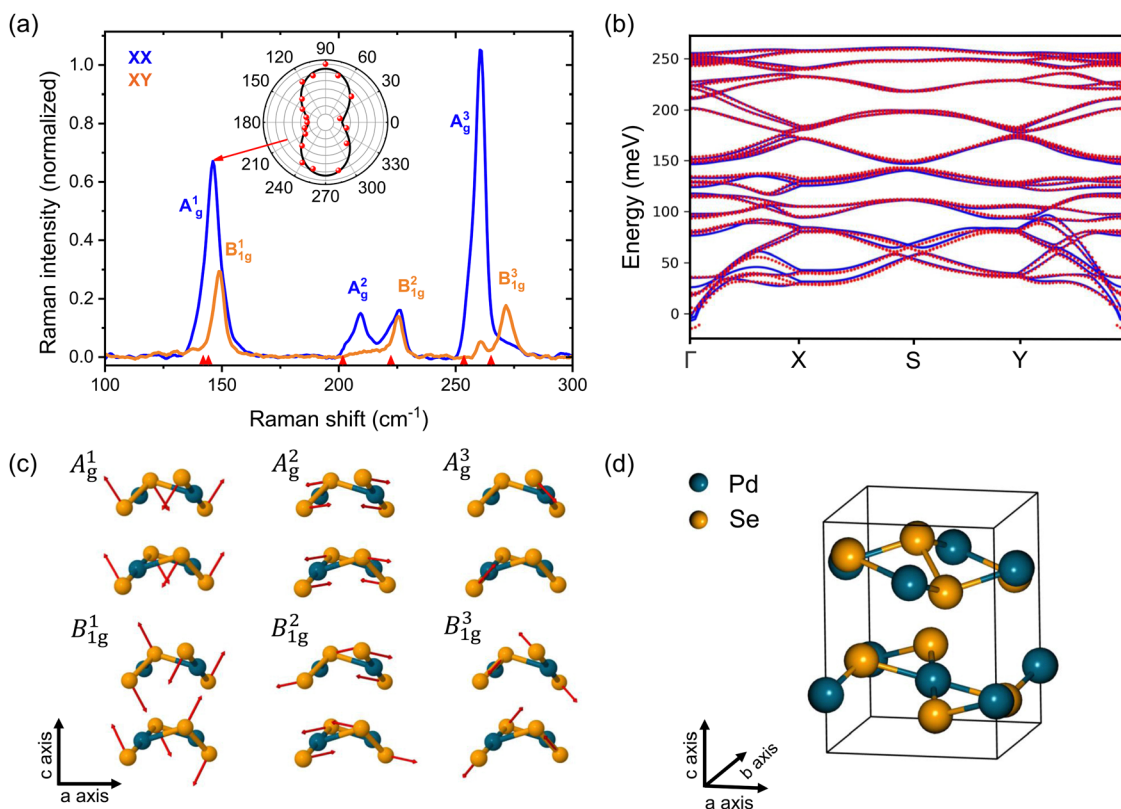 (a)
XX
XY
Raman intensity (normalized)
1.0
0.8
0.6
0.4
0.2
0.0
90
120
60
150
30
180
0
210
330
240
300
270
A¹g
B¹1g
A²g
B²1g
A³g
B³1g
100
150
200
250
300
Raman shift (cm⁻¹)
(b)
Energy (meV)
250
200
150
100
50
0
Γ
X
S
Y
(c)
A¹g
A²g
A³g
B¹1g
B²1g
B³1g
c axis
a axis
(d)
Pd
Se
c axis
b axis
a axis